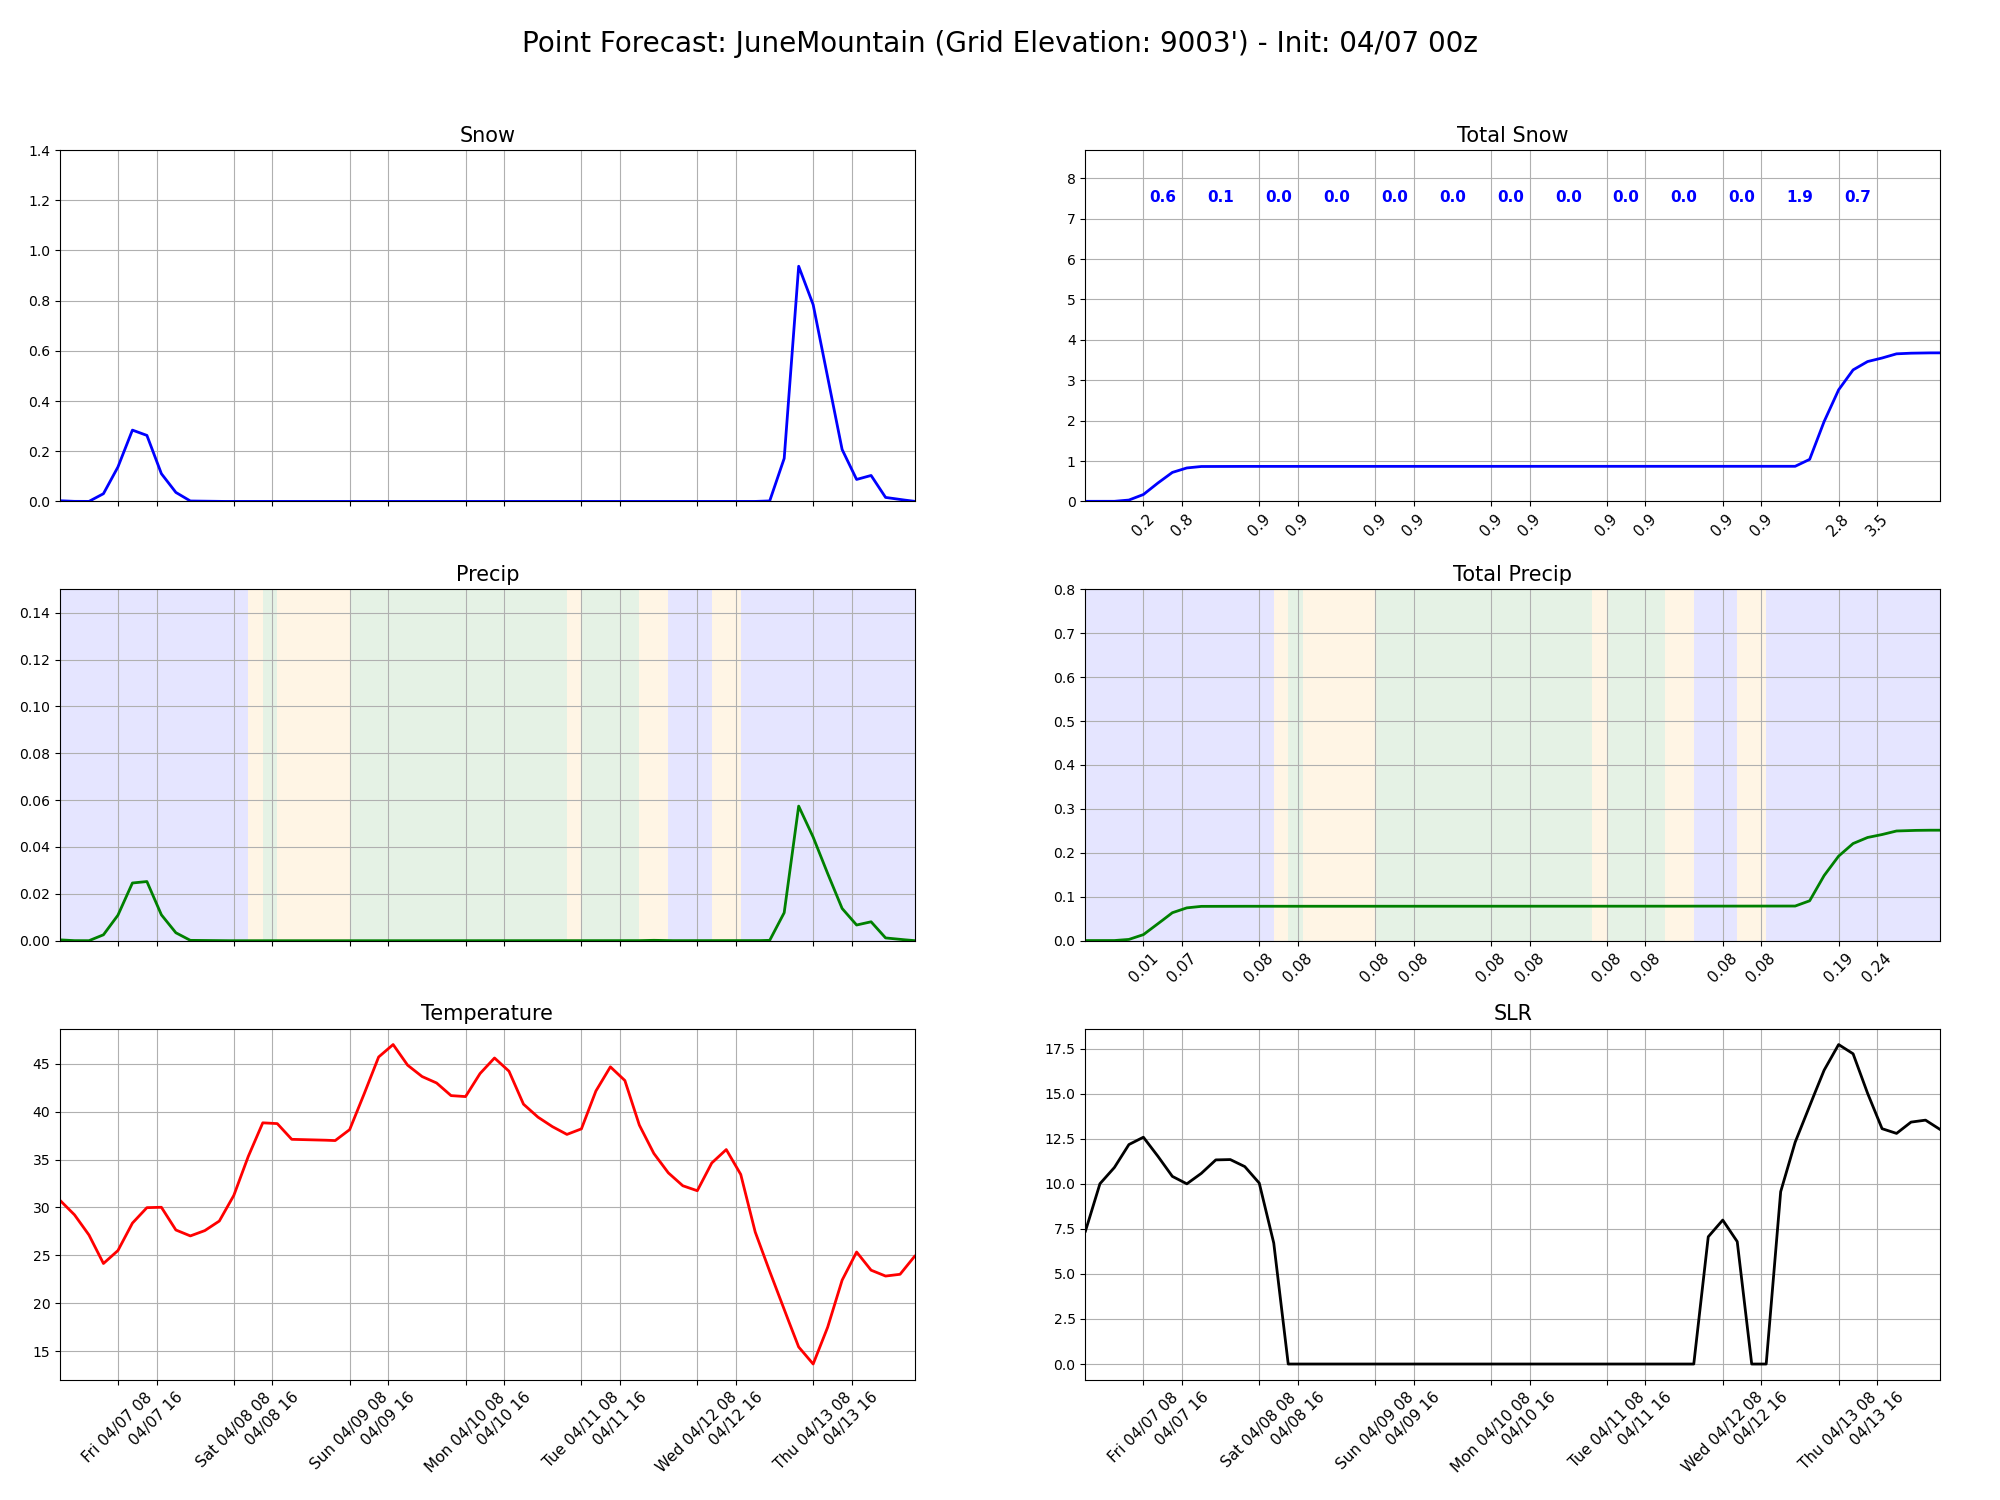 Point Forecast: JuneMountain (Grid Elevation: 9003') - Init: 04/07 00z
Snow
1.4
1.2
1.0
0.8
0.6
0.4
0.2
0.0
Total Snow
8
7
6
5
4
3
2
1
0
0.6 0.1 0.0 0.0 0.0 0.0 0.0 0.0 0.0 0.0 0.0 1.9 0.7
0.2 0.8 0.9 0.9 0.9 0.9 0.9 0.9 0.9 0.9 0.9 0.9 2.8 3.5
Precip
0.14
0.12
0.10
0.08
0.06
0.04
0.02
0.00
Total Precip
0.8
0.7
0.6
0.5
0.4
0.3
0.2
0.1
0.0
0.01 0.07 0.08 0.08 0.08 0.08 0.08 0.08 0.08 0.08 0.08 0.08 0.19 0.24
Temperature
45
40
35
30
25
20
15
Fri 04/07 08
04/07 16
Sat 04/08 08
04/08 16
Sun 04/09 08
04/09 16
Mon 04/10 08
04/10 16
Tue 04/11 08
04/11 16
Wed 04/12 08
04/12 16
Thu 04/13 08
04/13 16
SLR
17.5
15.0
12.5
10.0
7.5
5.0
2.5
0.0
Fri 04/07 08
04/07 16
Sat 04/08 08
04/08 16
Sun 04/09 08
04/09 16
Mon 04/10 08
04/10 16
Tue 04/11 08
04/11 16
Wed 04/12 08
04/12 16
Thu 04/13 08
04/13 16